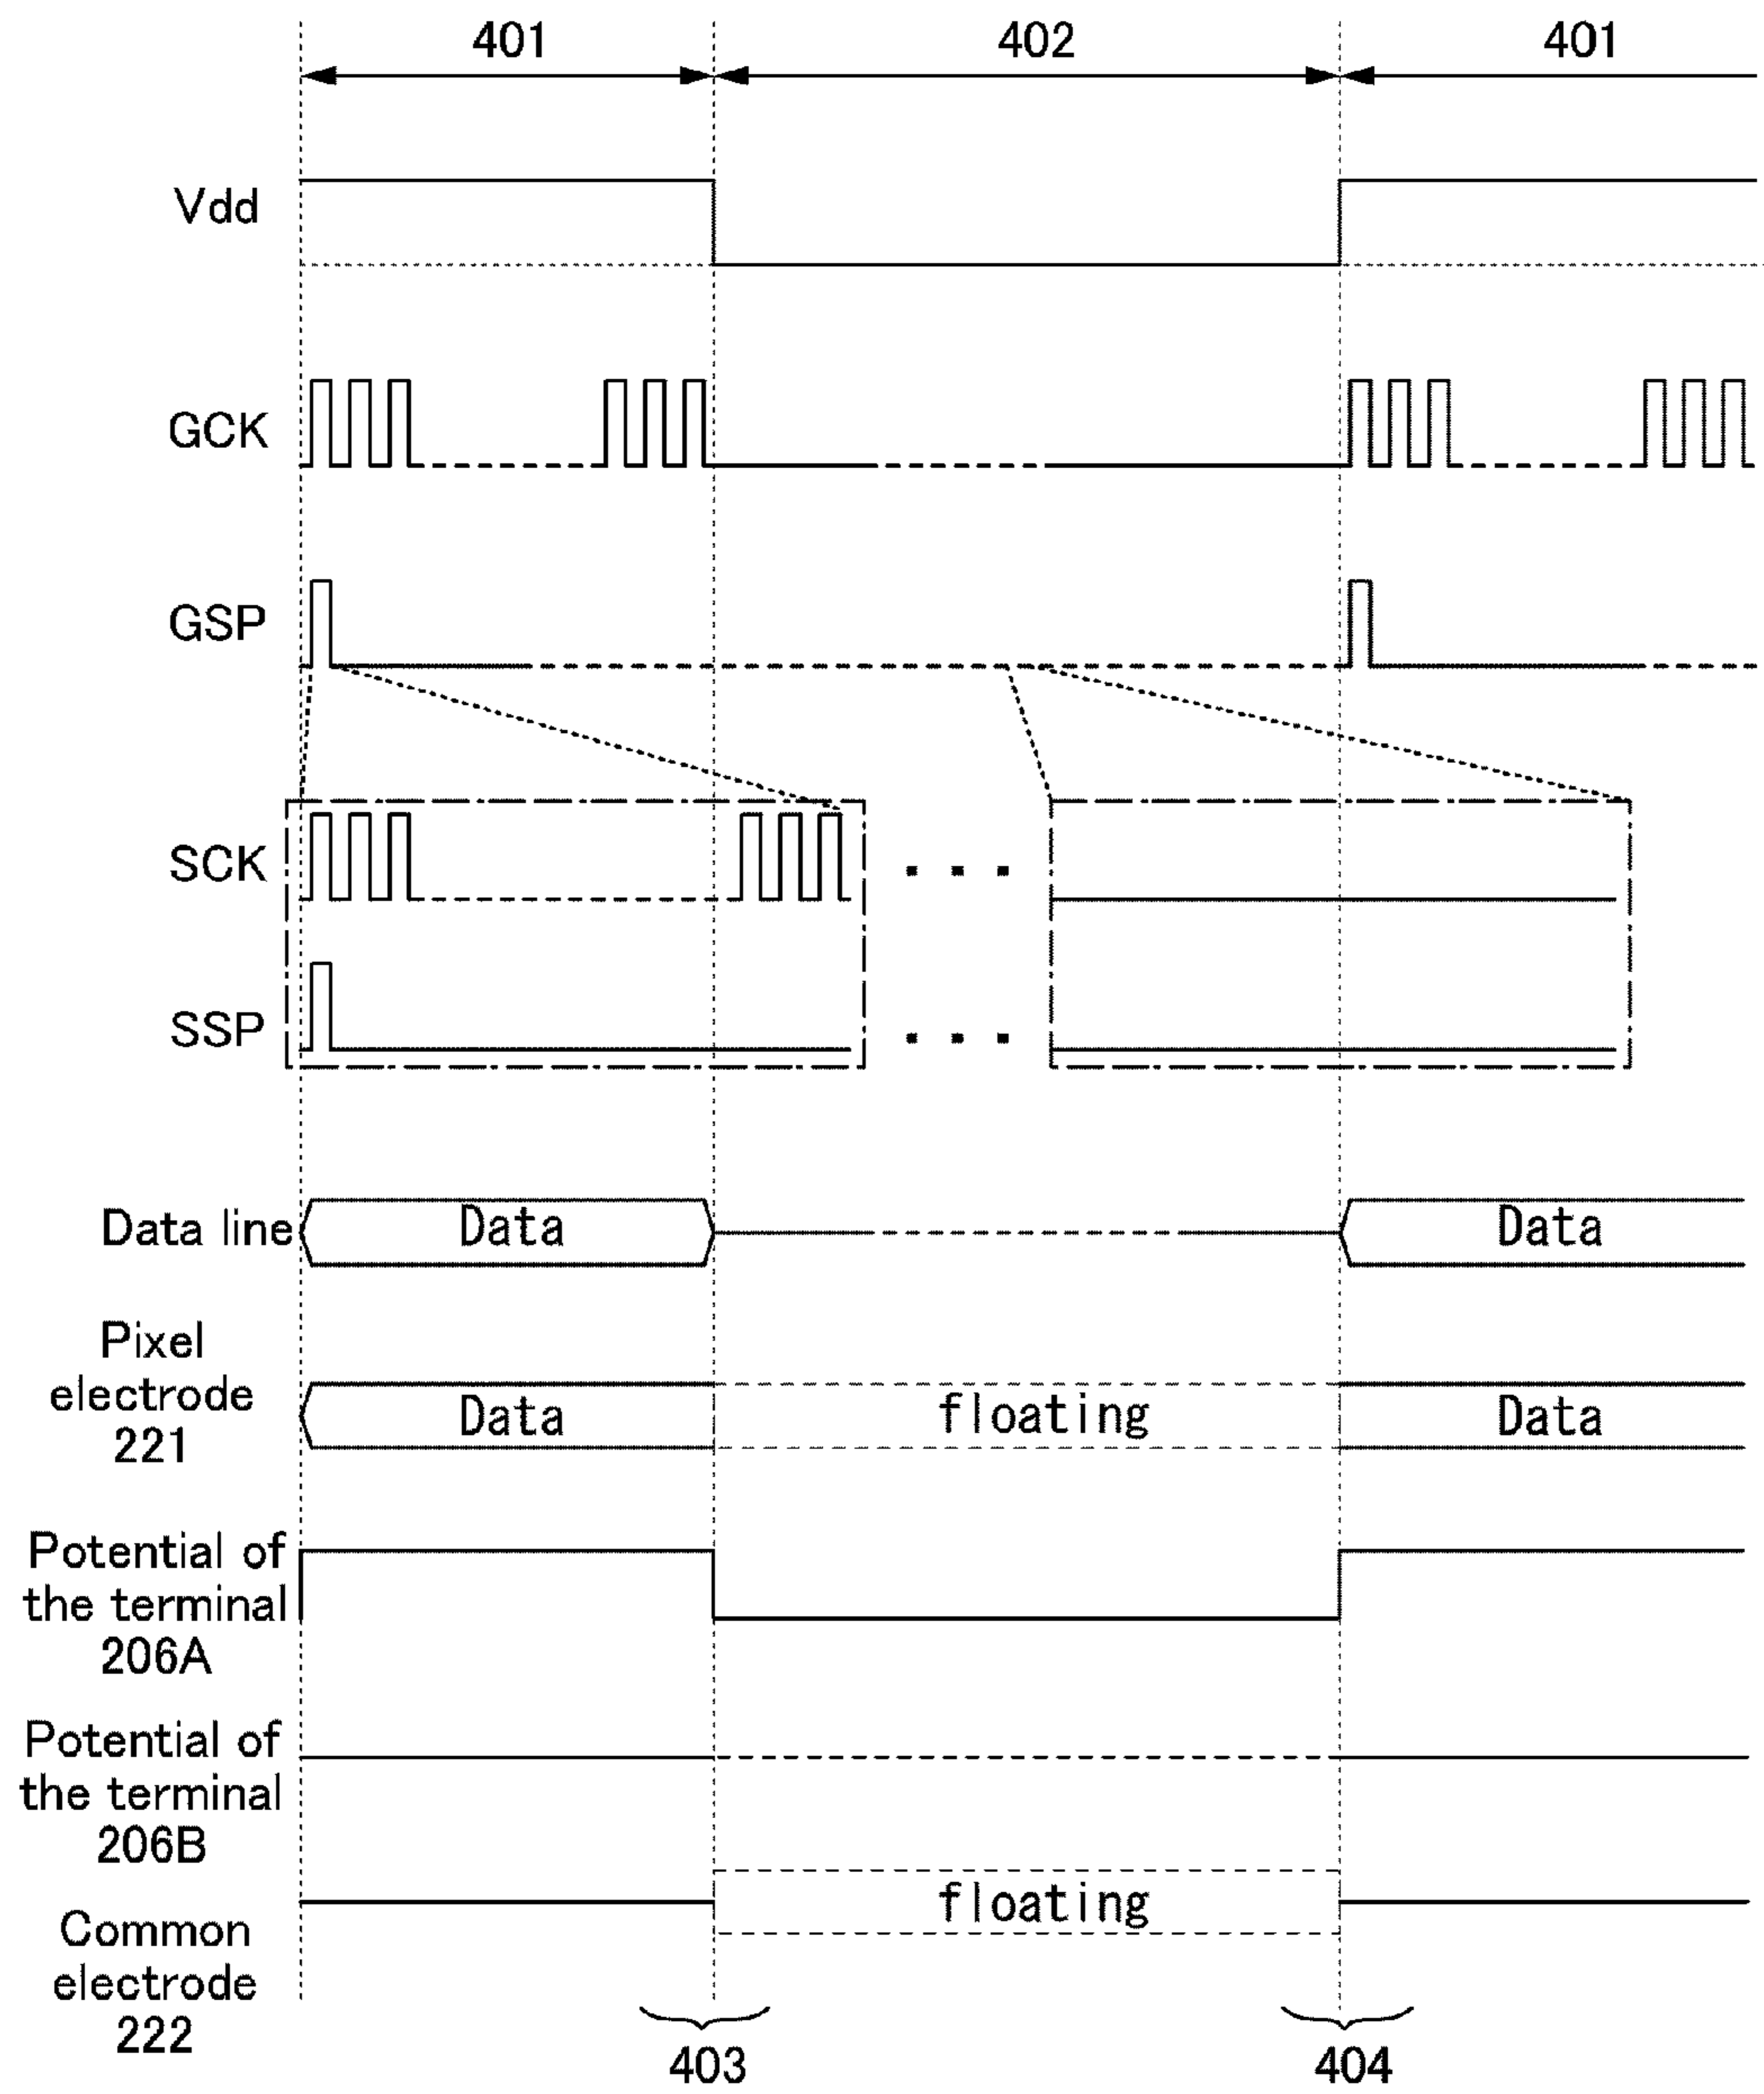 401 402 401
Vdd
GCK
GSP
SCK
SSP
Data line Data Data
Pixel
electrode
221
Data floating Data
Potential of
the terminal
206A
Potential of
the terminal
206B
floating
Common
electrode
222
403 404